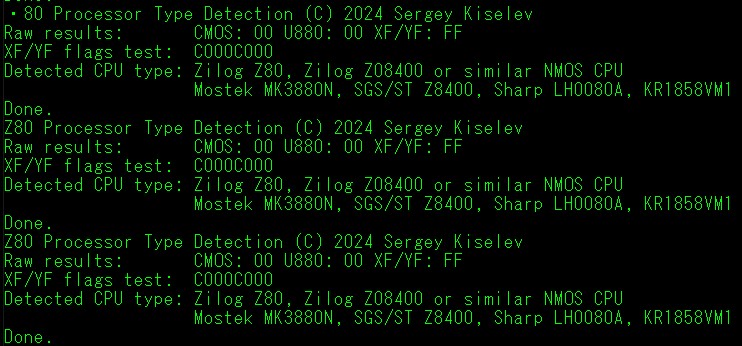 one.
・80 Processor Type Detection (C) 2024 Sergey Kiselev
Raw results: CMOS: 00 U880: 00 XF/YF: FF
XF/YF flags test: C000C000
Detected CPU type: Zilog Z80, Zilog Z08400 or similar NMOS CPU
Mostek MK3880N, SGS/ST Z8400, Sharp LH0080A, KR1858VM1
Done.
Z80 Processor Type Detection (C) 2024 Sergey Kiselev
Raw results: CMOS: 00 U880: 00 XF/YF: FF
XF/YF flags test: C000C000
Detected CPU type: Zilog Z80, Zilog Z08400 or similar NMOS CPU
Mostek MK3880N, SGS/ST Z8400, Sharp LH0080A, KR1858VM1
Done.
Z80 Processor Type Detection (C) 2024 Sergey Kiselev
Raw results: CMOS: 00 U880: 00 XF/YF: FF
XF/YF flags test: C000C000
Detected CPU type: Zilog Z80, Zilog Z08400 or similar NMOS CPU
Mostek MK3880N, SGS/ST Z8400, Sharp LH0080A, KR1858VM1
Done.